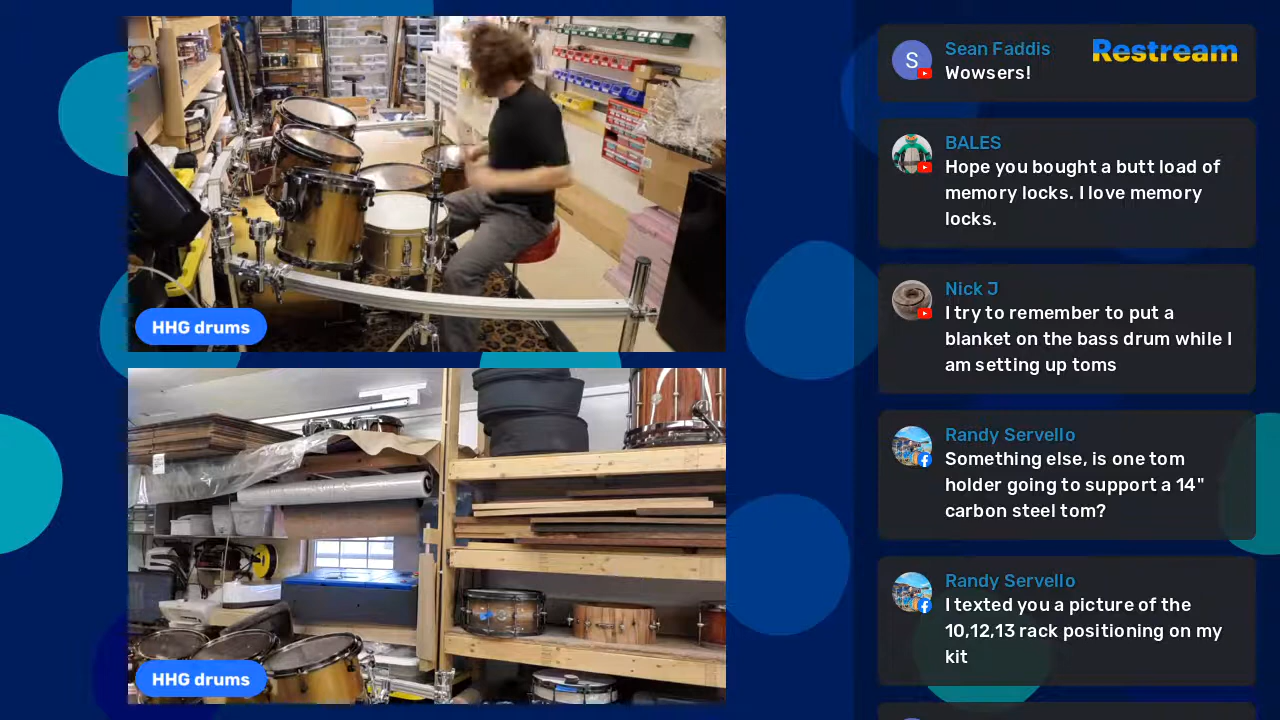 HHG drums
HHG drums
Restream
Sean Faddis
Wowsers!
BALES
Hope you bought a butt load of
memory locks. I love memory
locks.
Nick J
I try to remember to put a
blanket on the bass drum while I
am setting up toms
Randy Servello
Something else, is one tom
holder going to support a 14"
carbon steel tom?
Randy Servello
I texted you a picture of the
10,12,13 rack positioning on my
kit